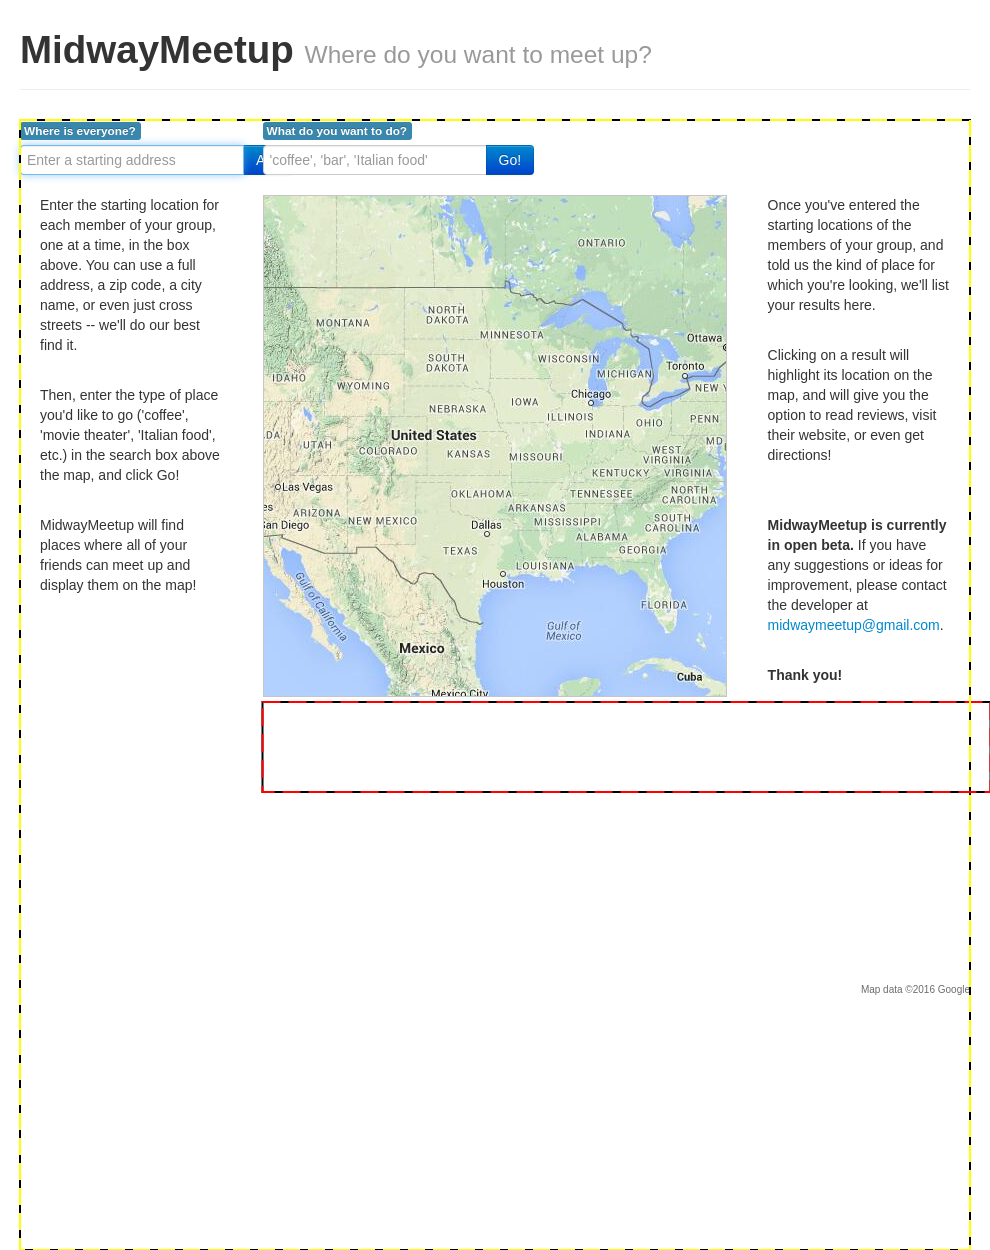 MidwayMeetup Where do you want to meet up?
Where is everyone?
What do you want to do?
Enter a starting address
A
'coffee', 'bar', 'Italian food'
Go!
Enter the starting location for
each member of your group,
one at a time, in the box
above. You can use a full
address, a zip code, a city
name, or even just cross
streets -- we'll do our best
find it.
Then, enter the type of place
you'd like to go ('coffee',
'movie theater', 'Italian food',
etc.) in the search box above
the map, and click Go!
MidwayMeetup will find
places where all of your
friends can meet up and
display them on the map!
ONTARIO
NORTH
DAKOTA
MONTANA
MINNESOTA
Ottawa
SOUTH
DAKOTA
WISCONSIN
MICHIGAN
Toronto
IDAHO
WYOMING
Chicago
NEW Y
IOWA
NEBRASKA
ILLINOIS
OHIO
PENN
INDIANA
United States
MD
DA
UTAH
COLORADO
KANSAS
MISSOURI
WEST
VIRGINIA
KENTUCKY
VIRGINIA
Las Vegas
OKLAHOMA
TENNESSEE
NORTH
CAROLINA
es
ARIZONA
ARKANSAS
San Diego
NEW MEXICO
Dallas
MISSISSIPPI
SOUTH
CAROLINA
ALABAMA
TEXAS
GEORGIA
LOUISIANA
Houston
Gulf of California
FLORIDA
Gulf of
Mexico
Mexico
Cuba
Mexico City
Once you've entered the
starting locations of the
members of your group, and
told us the kind of place for
which you're looking, we'll list
your results here.
Clicking on a result will
highlight its location on the
map, and will give you the
option to read reviews, visit
their website, or even get
directions!
MidwayMeetup is currently
in open beta. If you have
any suggestions or ideas for
improvement, please contact
the developer at
midwaymeetup@gmail.com.
Thank you!
Map data ©2016 Google